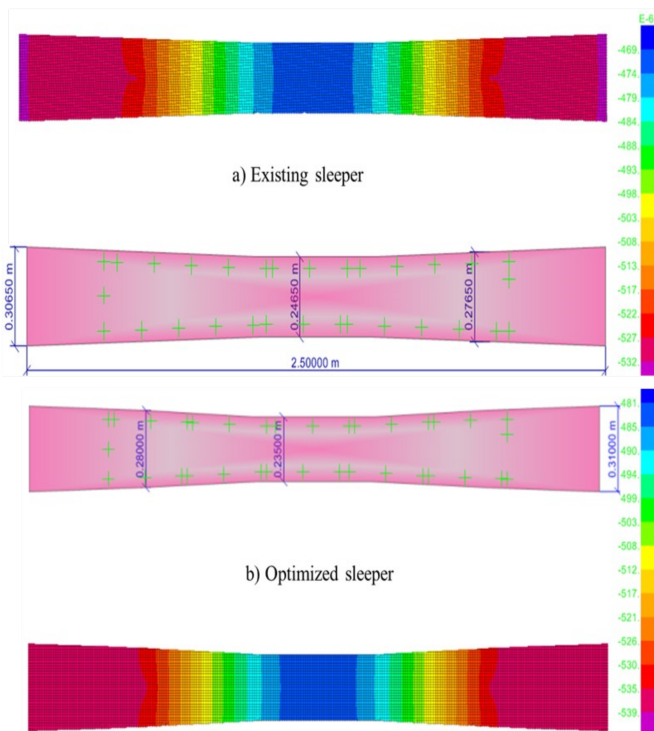 E-6
-469.
-474.
-479.
-484.
-488.
-493.
-498.
-503.
-508.
-513.
-517.
-522.
-527.
-532.
a) Existing sleeper
0.30650 m
0.24650 m
0.27650 m
2.50000 m
481.
-485.
-490.
494.
499.
-503.
-508.
-512.
-517.
-521.
-526.
-530.
-535.
-539.
0.28000 m
0.23500 m
0.31000 m
b) Optimized sleeper